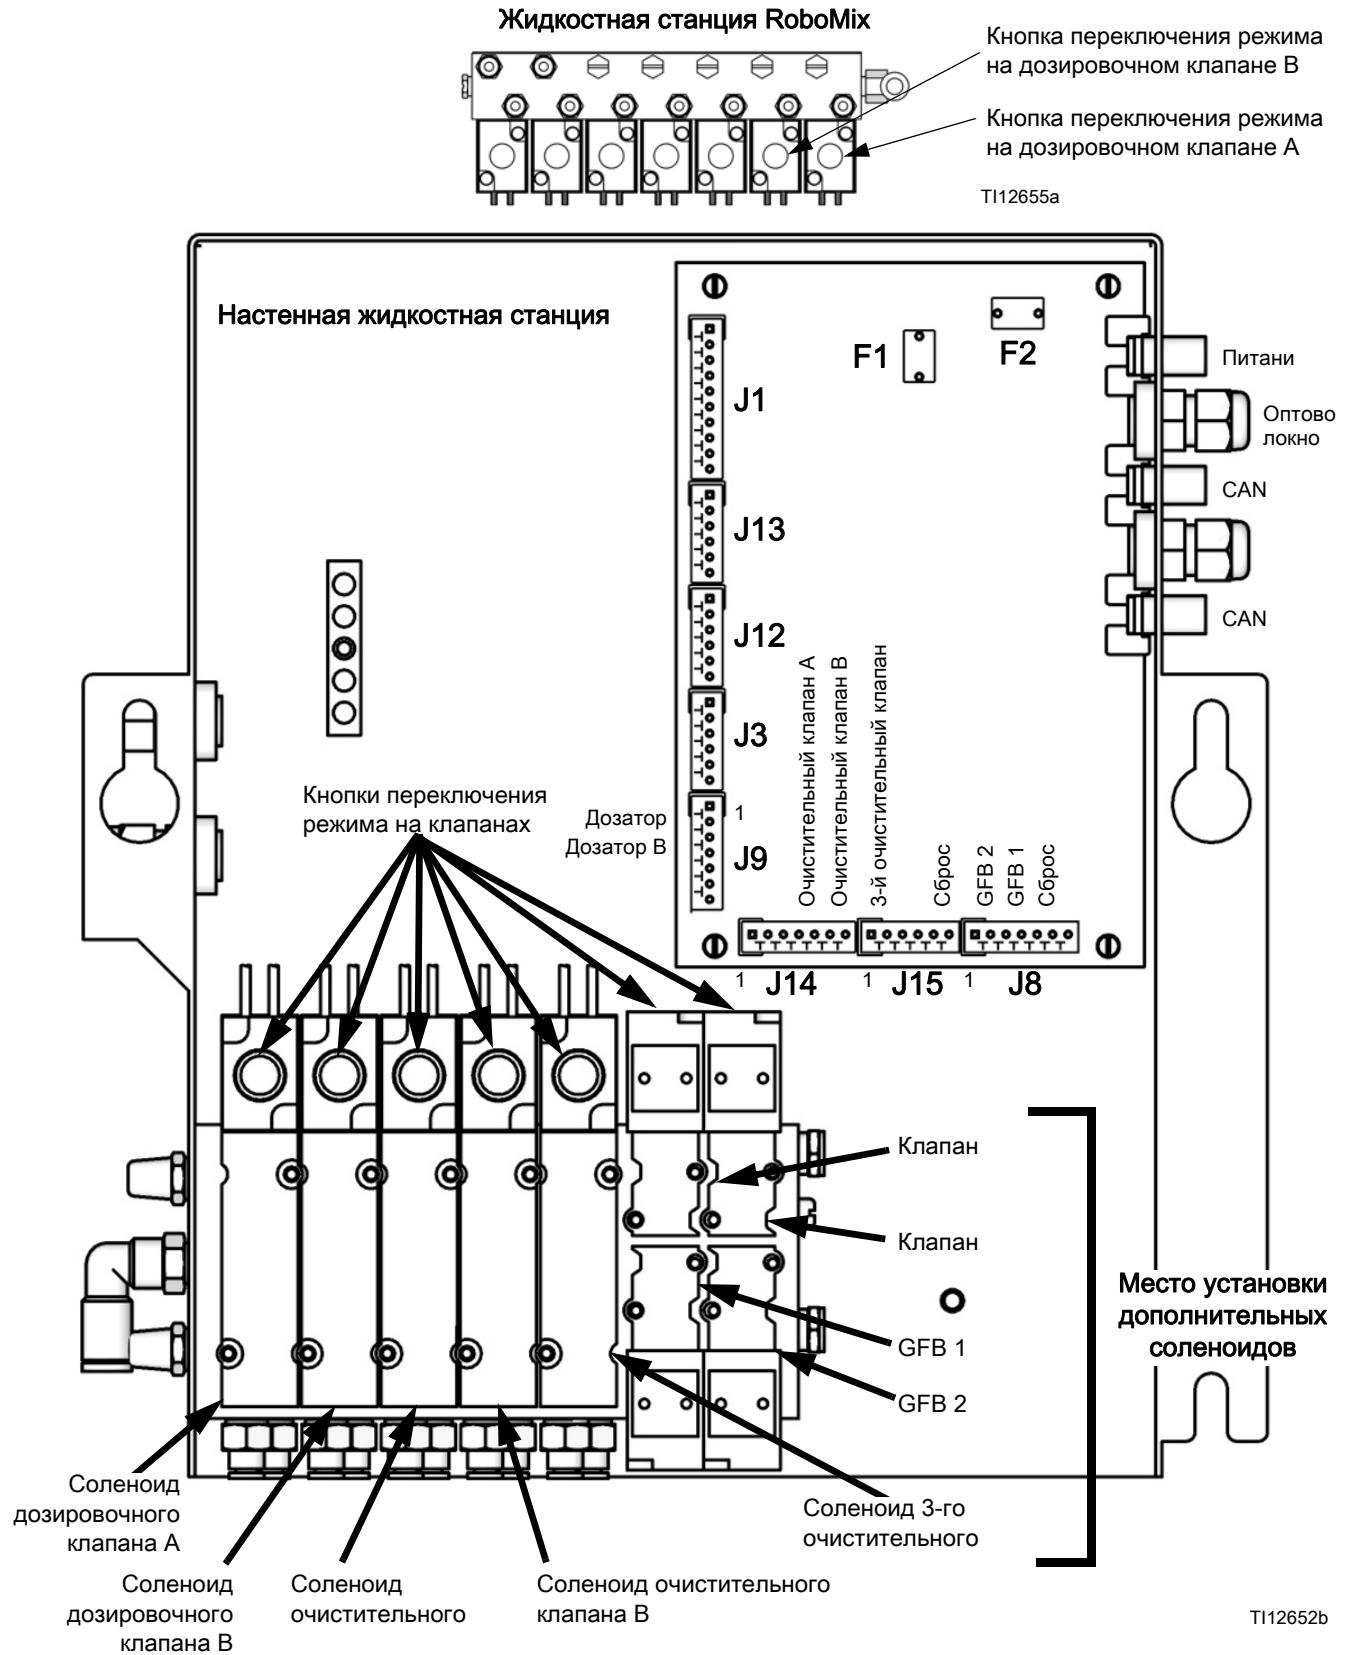 Жидкостная станция RoboMix
Кнопка переключения режима
на дозировочном клапане B
Кнопка переключения режима
на дозировочном клапане A
TI12655a
Настенная жидкостная станция
F1
F2
J1
J13
J12
J3
J9
1
Питани
Оптово
локно
CAN
CAN
Кнопки переключения
режима на клапанах
Дозатор
Дозатор B
Очистительный клапан A
Очистительный клапан B
3-й очистительный клапан
Сброс
GFB 2
GFB 1
Сброс
1 J14
1 J15
1 J8
Клапан
Клапан
GFB 1
GFB 2
Место установки
дополнительных
соленоидов
Соленоид
дозировочного
клапана A
Соленоид
дозировочного
клапана B
Соленоид
очистительного
Соленоид очистительного
клапана B
Соленоид 3-го
очистительного
TI12652b